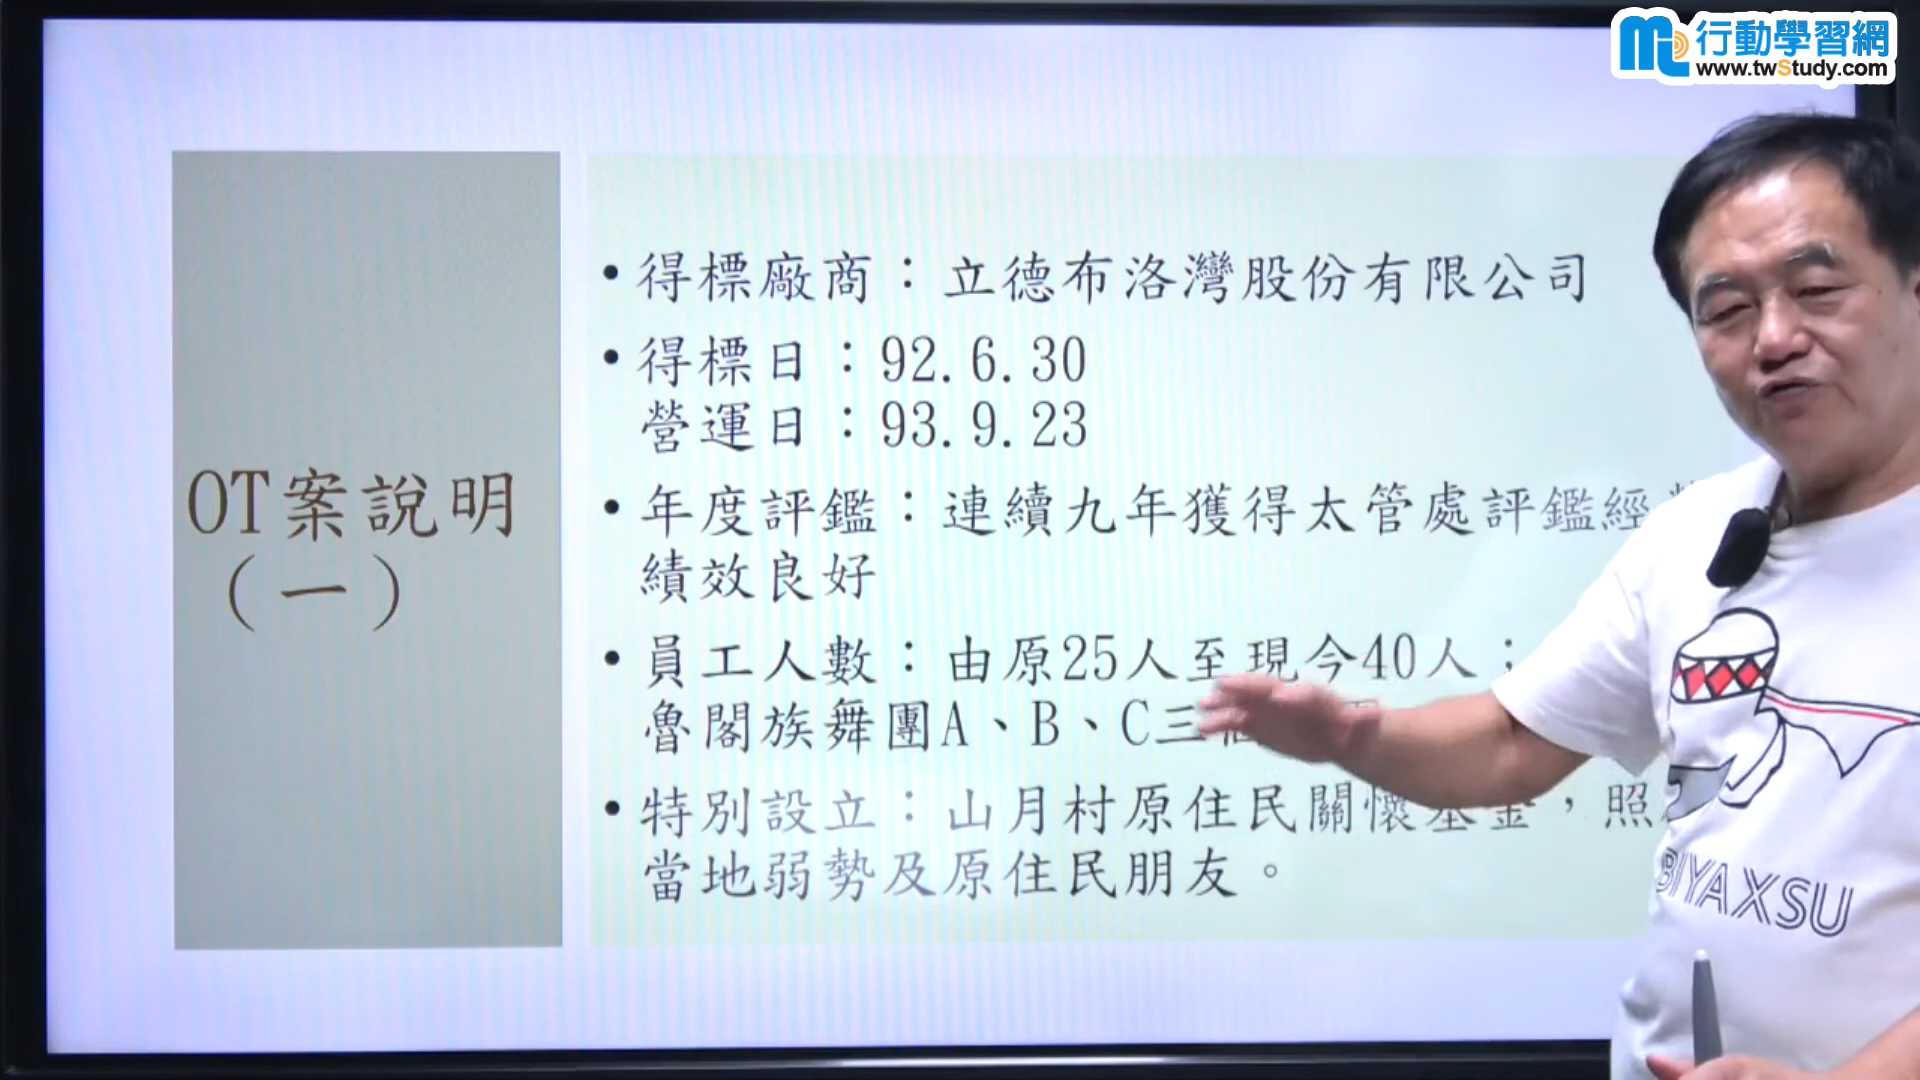 行動學習網
www.twStudy.com
OT案說明
（一）
• 得標廠商：立德布洛灣股份有限公司
• 得標日：92.6.30
營運日：93.9.23
• 年度評鑑：連續九年獲得太管處評鑑經
績效良好
• 員工人數：由原25人至現今40人；
魯閣族舞團A、B、C三
• 特別設立：山月村原住民關懷基金，照
當地弱勢及原住民朋友。
BIYAXSU